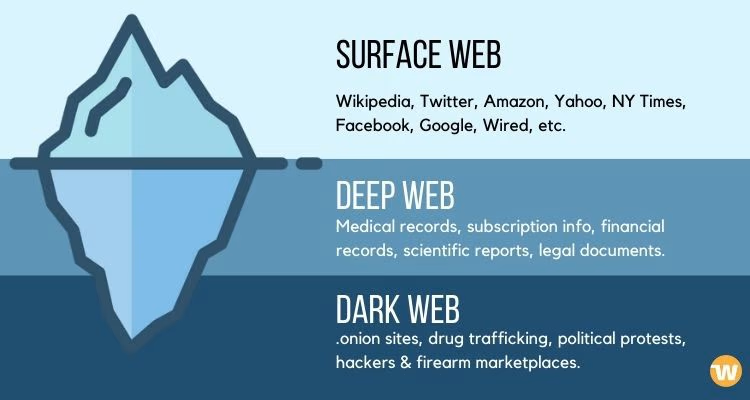 SURFACE WEB
Wikipedia, Twitter, Amazon, Yahoo, NY Times,
Facebook, Google, Wired, etc.
DEEP WEB
Medical records, subscription info, financial
records, scientific reports, legal documents.
DARK WEB
.onion sites, drug trafficking, political protests,
hackers & firearm marketplaces.
W